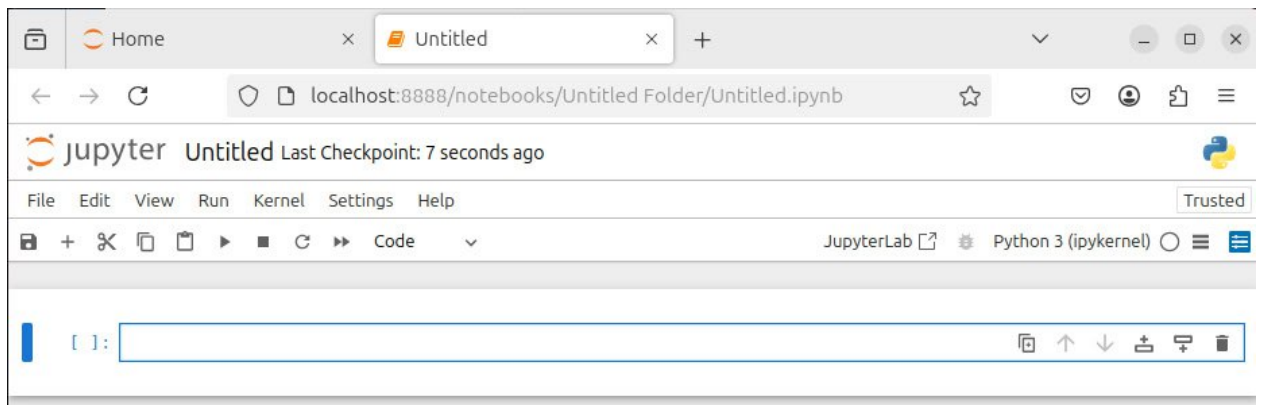 Home Untitled
localhost:8888/notebooks/Untitled Folder/Untitled.ipynb
jupyter Untitled Last Checkpoint: 7 seconds ago
File Edit View Run Kernel Settings Help Trusted
Code JupyterLab Python 3 (ipykernel)
[ ]: